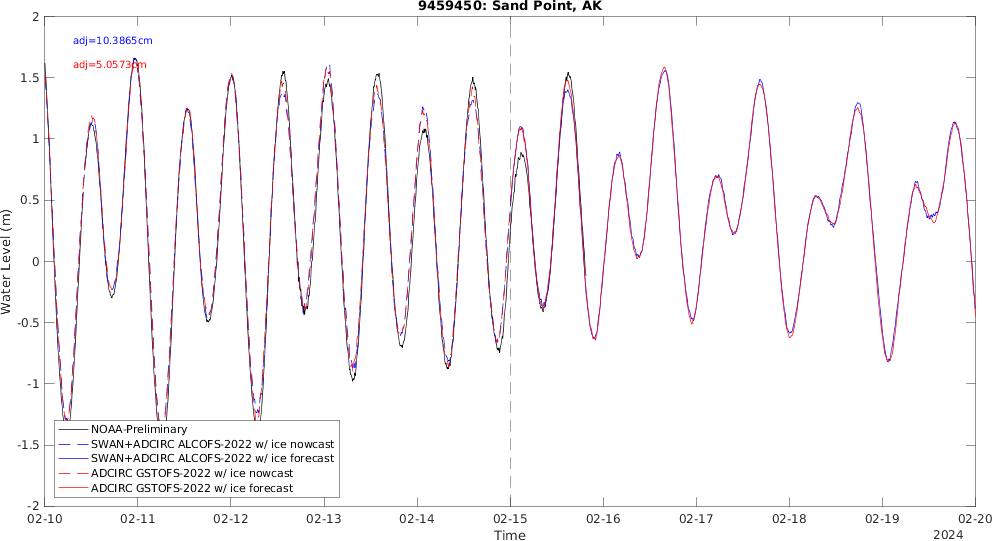 9459450: Sand Point, AK
adj=10.3865cm
adj=5.0573cm
Water Level (m)
2
1.5
1
0.5
0
-0.5
-1
-1.5
-2
NOAA-Preliminary
SWAN+ADCIRC ALCOFS-2022 w/ ice nowcast
SWAN+ADCIRC ALCOFS-2022 w/ ice forecast
ADCIRC GSTOFS-2022 w/ ice nowcast
ADCIRC GSTOFS-2022 w/ ice forecast
02-10 02-11 02-12 02-13 02-14 02-15 02-16 02-17 02-18 02-19 02-20
Time
2024